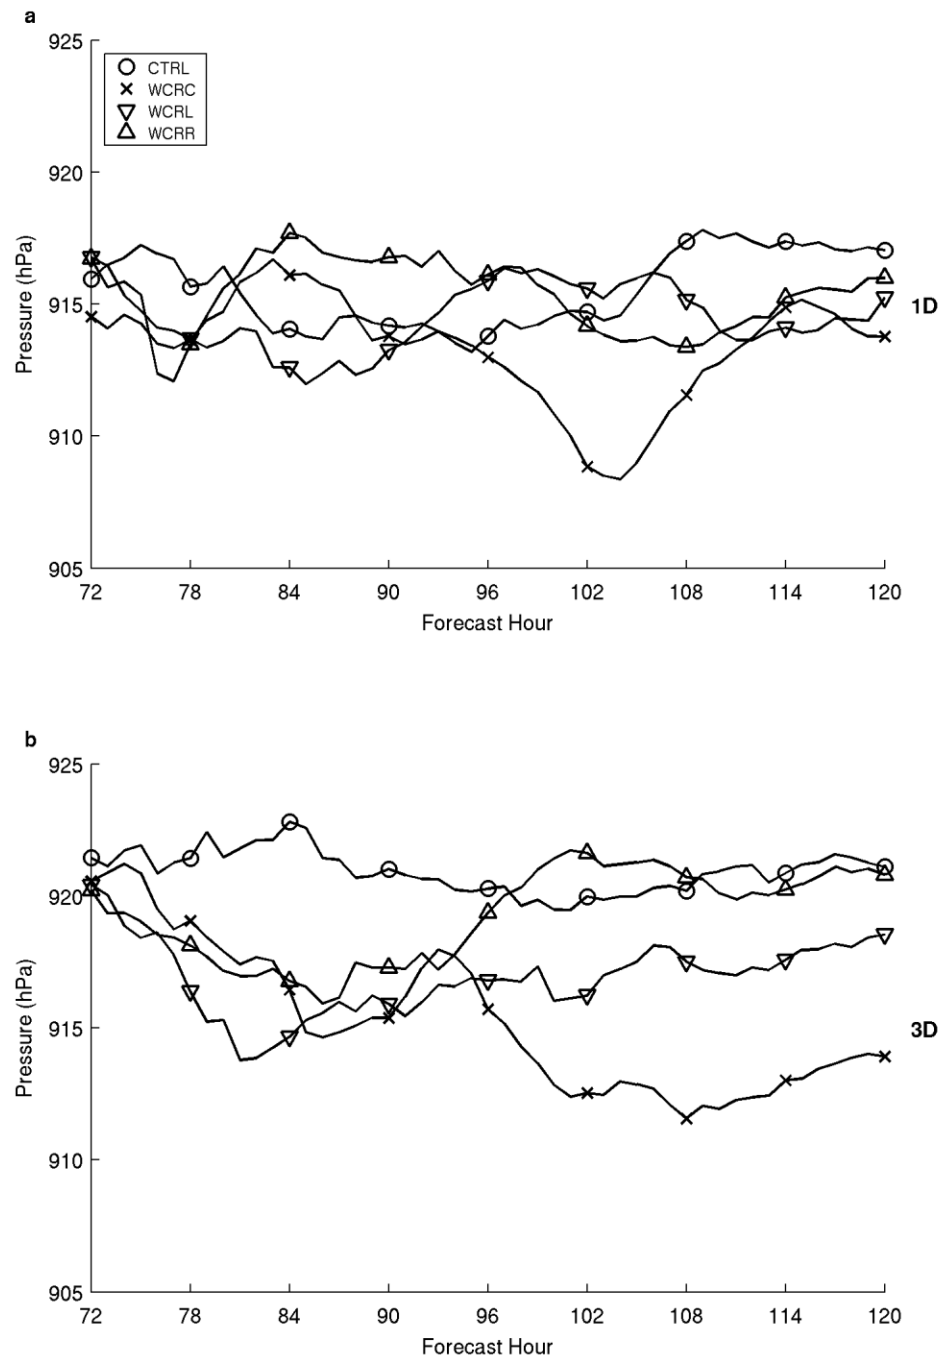 a
925
920
915
910
905
Pressure (hPa)
CTRL
WCRC
WCRL
WCRR
1D
72 78 84 90 96 102 108 114 120
Forecast Hour
b
925
920
915
910
905
Pressure (hPa)
3D
72 78 84 90 96 102 108 114 120
Forecast Hour